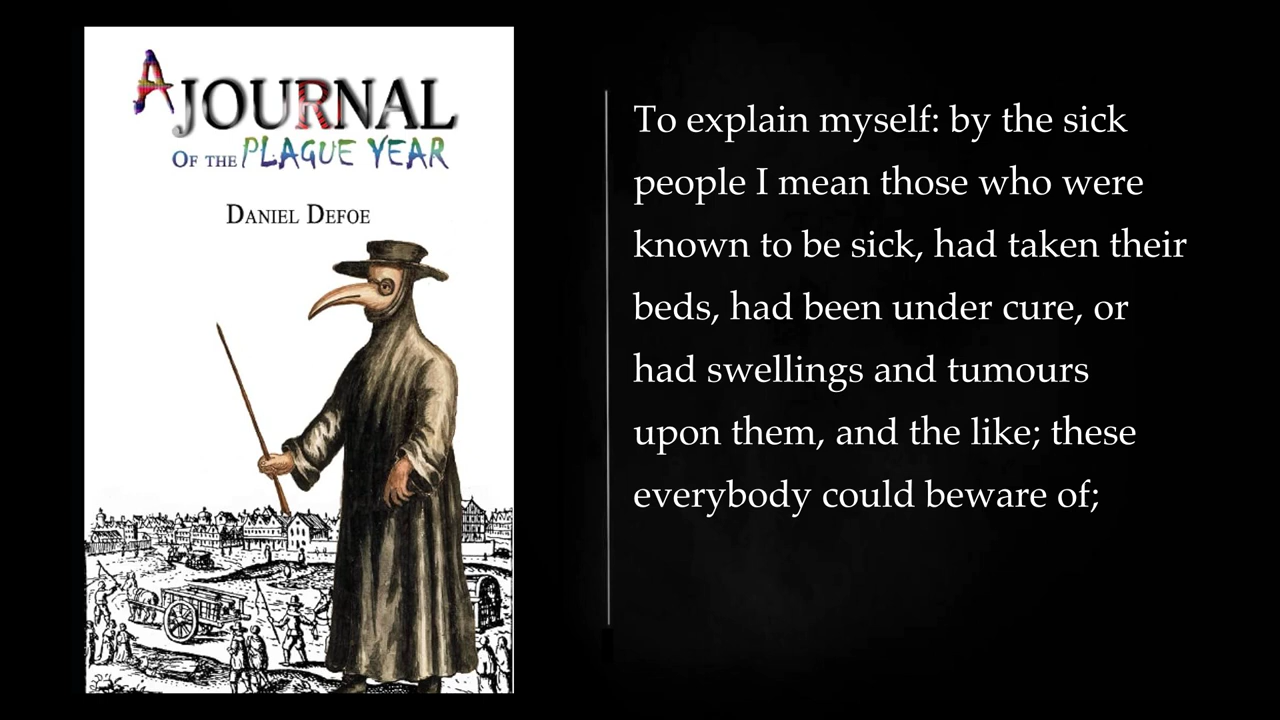 A JOURNAL
OF THE PLAGUE YEAR
DANIEL DEFOE
To explain myself: by the sick
people I mean those who were
known to be sick, had taken their
beds, had been under cure, or
had swellings and tumours
upon them, and the like; these
everybody could beware of;